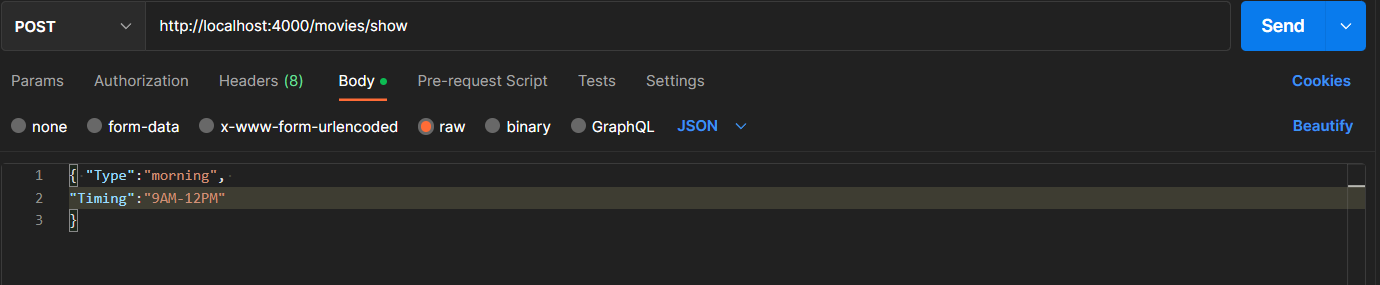 POST http://localhost:4000/movies/show Send
Params Authorization Headers (8) Body Pre-request Script Tests Settings Cookies
none form-data x-www-form-urlencoded raw binary GraphQL JSON Beautify
1 { "Type":"morning",
2 "Timing":"9AM-12PM"
3 }